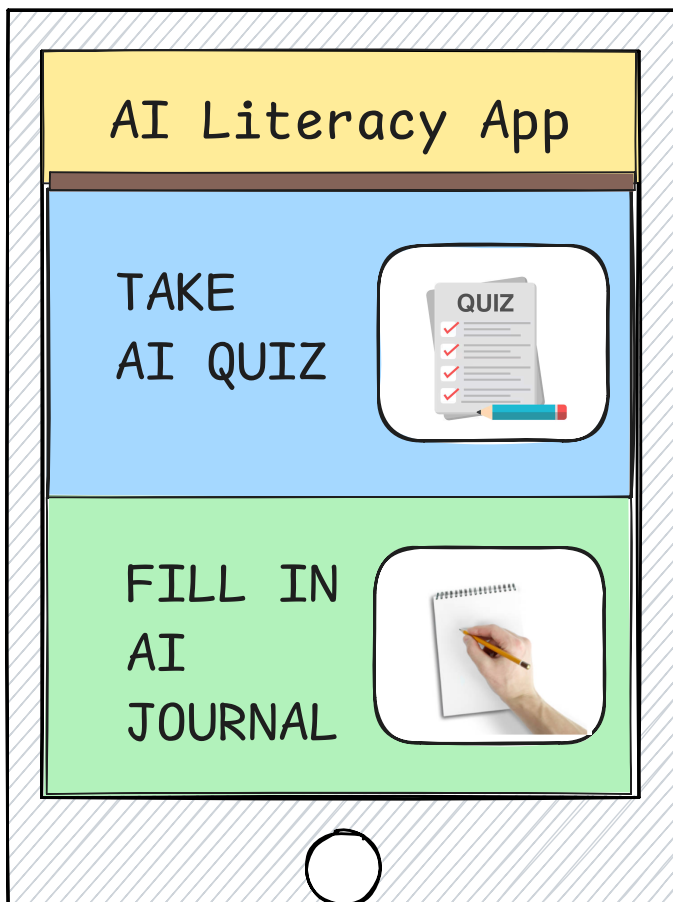 AI Literacy App
TAKE
AI QUIZ
QUIZ
FILL IN
AI
JOURNAL